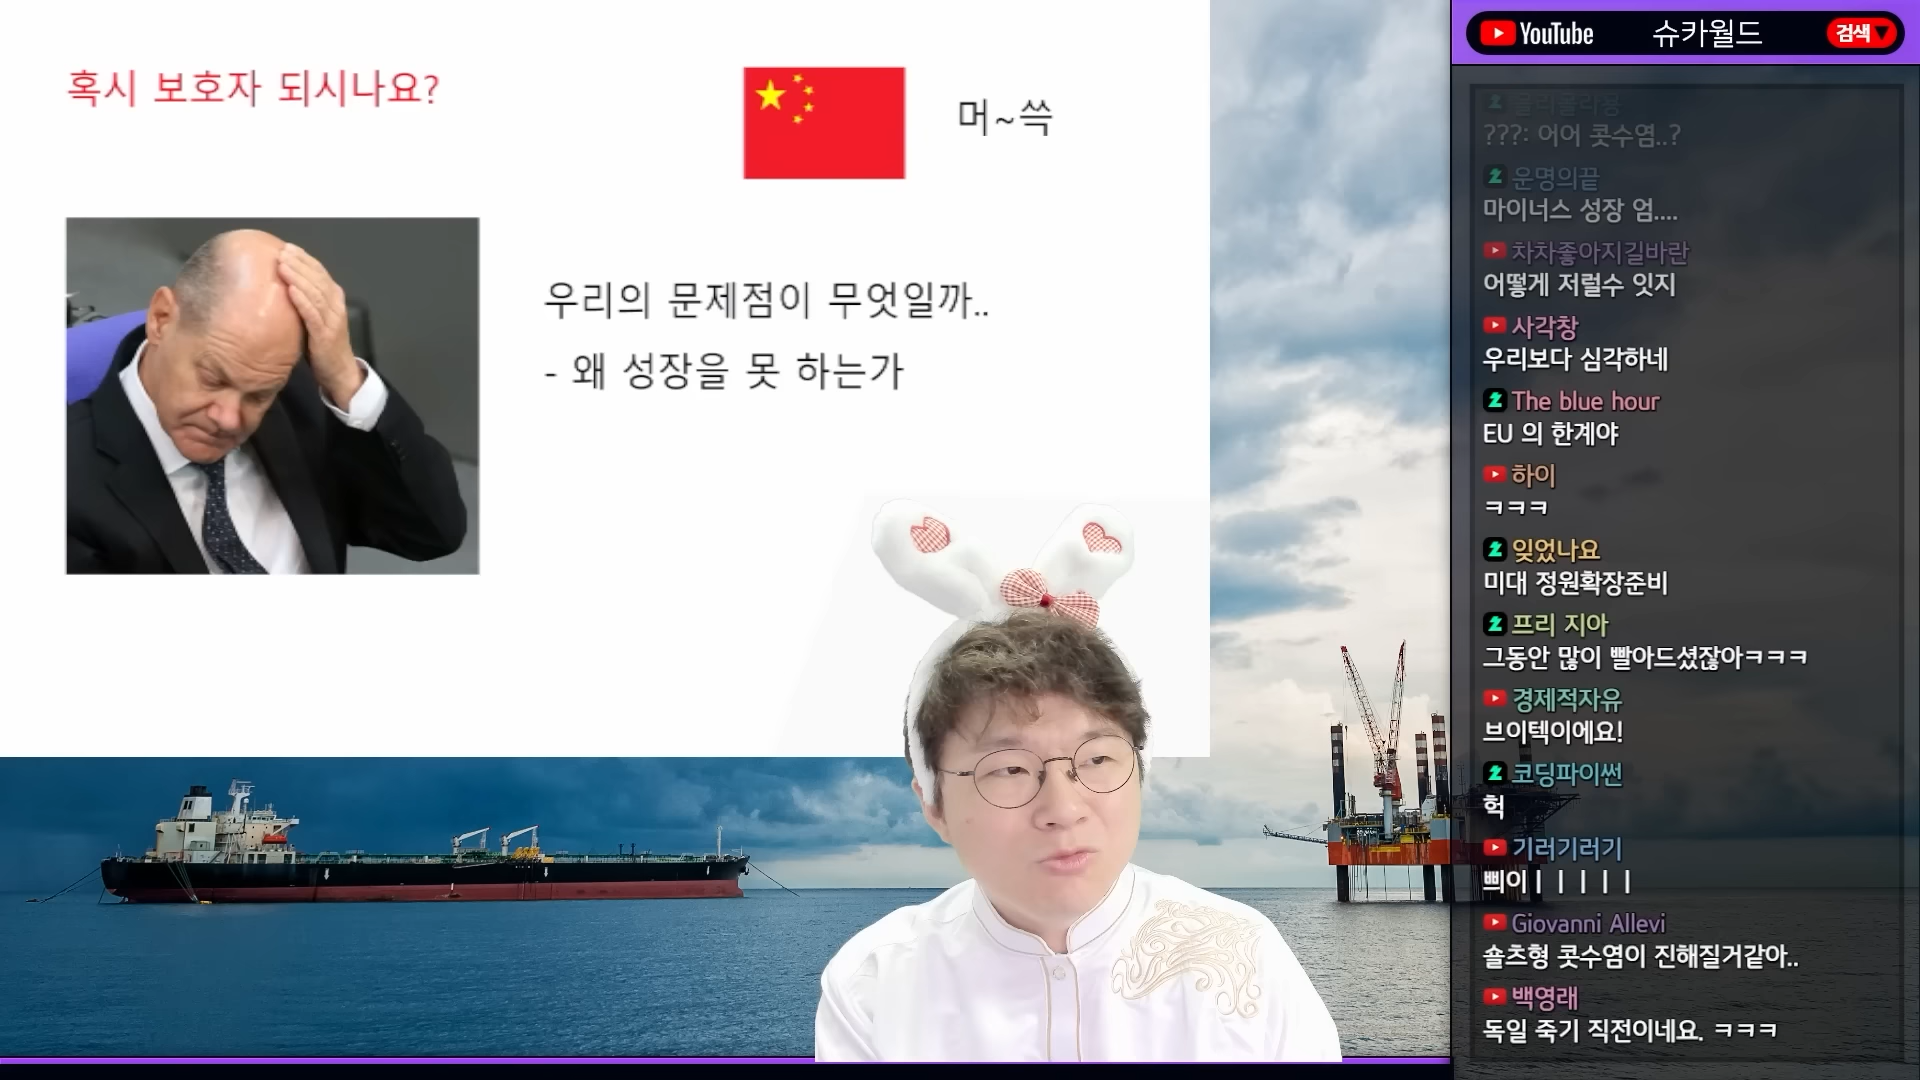 혹시 보호자 되시나요?
머~쓱
우리의 문제점이 무엇일까..
- 왜 성장을 못 하는가
YouTube 슈카월드 검색▼
???: 어어 콧수염..?
운명의끝
마이너스 성장 엄....
차차좋아지길바란
어떻게 저럴수 잇지
사각창
우리보다 심각하네
The blue hour
EU 의 한계야
하이
ㅋㅋㅋ
잊었나요
미대 정원확장준비
프리 지아
그동안 많이 빨아드셨잖아ㅋㅋㅋ
경제적자유
브이텍이에요!
코딩파이썬
헉
기러기러기
삐이ㅣㅣㅣㅣㅣ
Giovanni Allevi
숄츠형 콧수염이 진해질거같아..
백영래
독일 죽기 직전이네요. ㅋㅋㅋ